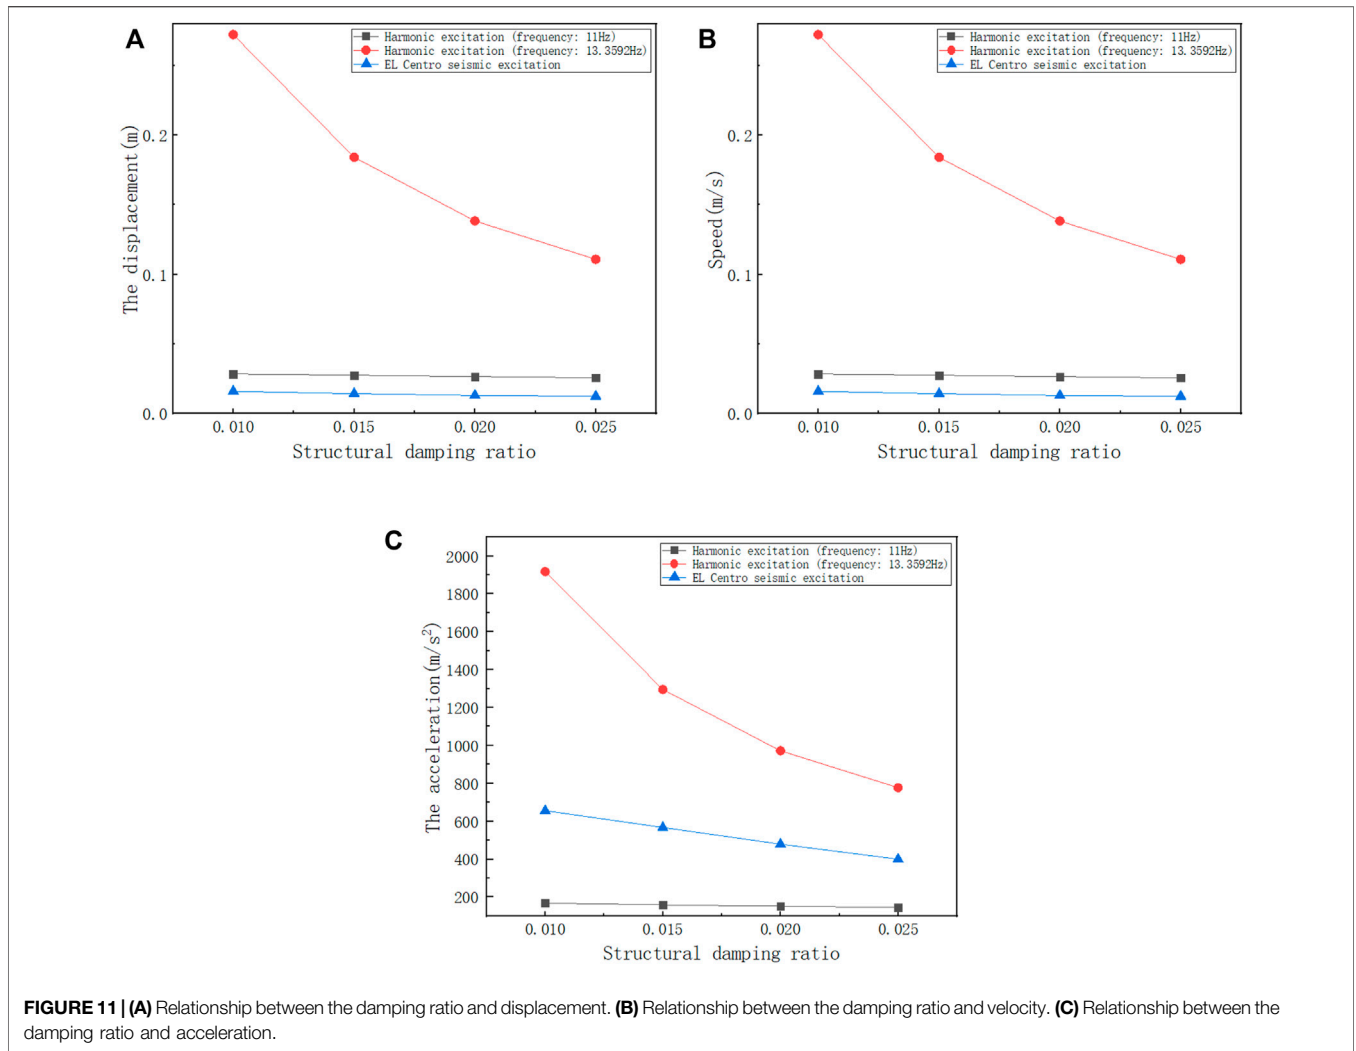 A
Harmonic excitation (frequency: 11Hz)
Harmonic excitation (frequency: 13.3592Hz)
EL Centro seismic excitation
The displacement(m)
0.2
0.1
0.0
0.010 0.015 0.020 0.025
Structural damping ratio
B
Harmonic excitation (frequency: 11Hz)
Harmonic excitation (frequency: 13.3592Hz)
EL Centro seismic excitation
Speed(m/s)
0.2
0.1
0.0
0.010 0.015 0.020 0.025
Structural damping ratio
C
Harmonic excitation (frequency: 11Hz)
Harmonic excitation (frequency: 13.3592Hz)
EL Centro seismic excitation
The acceleration(m/s²)
2000
1800
1600
1400
1200
1000
800
600
400
200
0.010 0.015 0.020 0.025
Structural damping ratio
FIGURE 11 | (A) Relationship between the damping ratio and displacement. (B) Relationship between the damping ratio and velocity. (C) Relationship between the
damping ratio and acceleration.